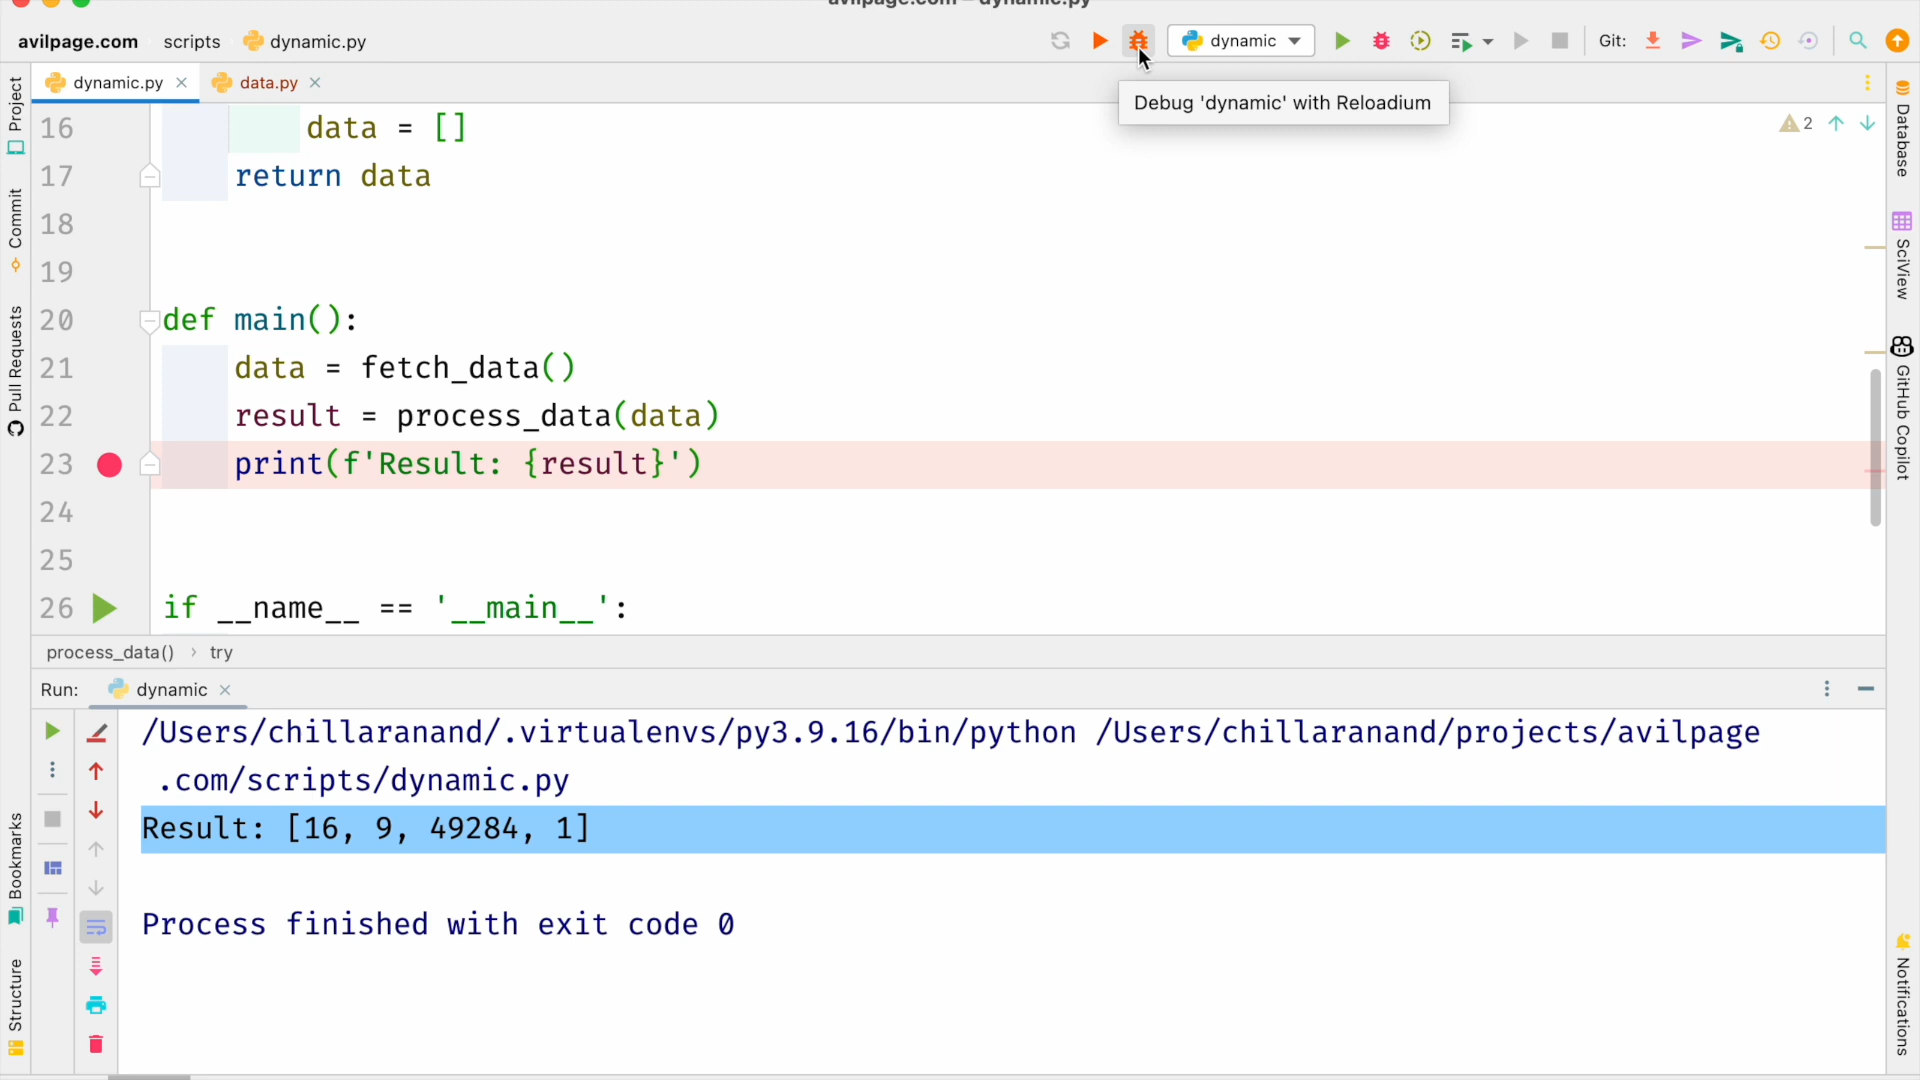 avilpage.com – dynamic.py
avilpage.com scripts dynamic.py
dynamic
Git:
dynamic.py data.py
Debug 'dynamic' with Reloadium
2
16 data = []
17 return data
18
19
20 def main():
21 data = fetch_data()
22 result = process_data(data)
23 print(f'Result: {result}')
24
25
26 if __name__ == '__main__':
process_data() › try
Run: dynamic
/Users/chillaranand/.virtualenvs/py3.9.16/bin/python /Users/chillaranand/projects/avilpage
.com/scripts/dynamic.py
Result: [16, 9, 49284, 1]
Process finished with exit code 0
Project
Commit
Pull Requests
Bookmarks
Structure
Database
SciView
GitHub Copilot
Notifications